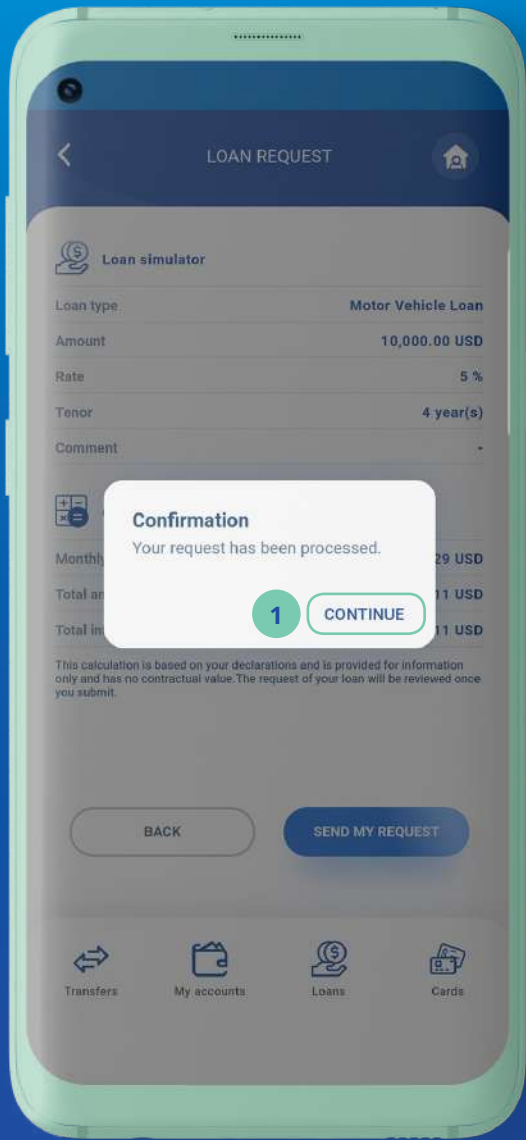 LOAN REQUEST
Loan simulator
Loan type Motor Vehicle Loan
Amount 10,000.00 USD
Rate 5 %
Tenor 4 year(s)
Comment -
Confirmation
Your request has been processed.
Monthly 29 USD
Total 11 USD
1 CONTINUE
Total 11 USD
This calculation is based on your declarations and is provided for information
only and has no contractual value.The request of your loan will be reviewed once
you submit.
BACK SEND MY REQUEST
Transfers My accounts Loans Cards